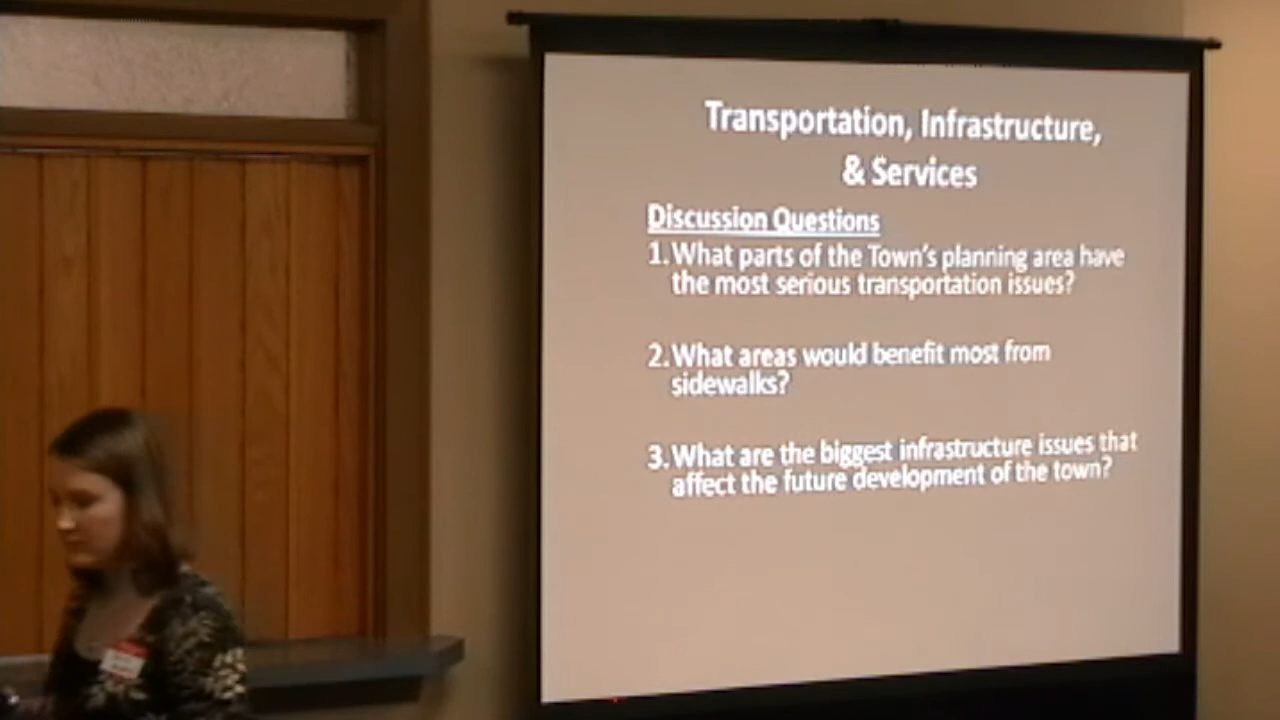 Transportation, Infrastructure,
& Services
Discussion Questions
1. What parts of the Town's planning area have
the most serious transportation issues?
2. What areas would benefit most from
sidewalks?
3. What are the biggest infrastructure issues that
affect the future development of the town?